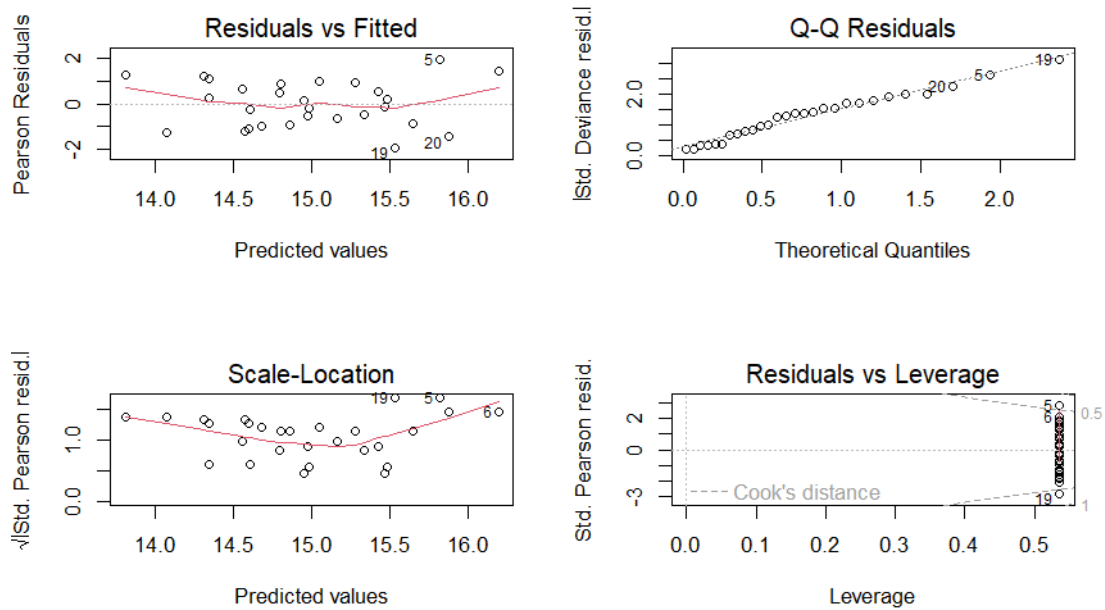 Residuals vs Fitted
Pearson Residuals
2
0
-2
5
19
20
14.0 14.5 15.0 15.5 16.0
Predicted values
Q-Q Residuals
|Std. Deviance resid.|
2.0
0.0
20
5
19
0.0 0.5 1.0 1.5 2.0
Theoretical Quantiles
Scale-Location
√|Std. Pearson resid.|
1.0
0.0
19
5
6
14.0 14.5 15.0 15.5 16.0
Predicted values
Residuals vs Leverage
Std. Pearson resid.
2
0
-3
5
6
19
0.5
1
Cook's distance
0.0 0.1 0.2 0.3 0.4 0.5
Leverage